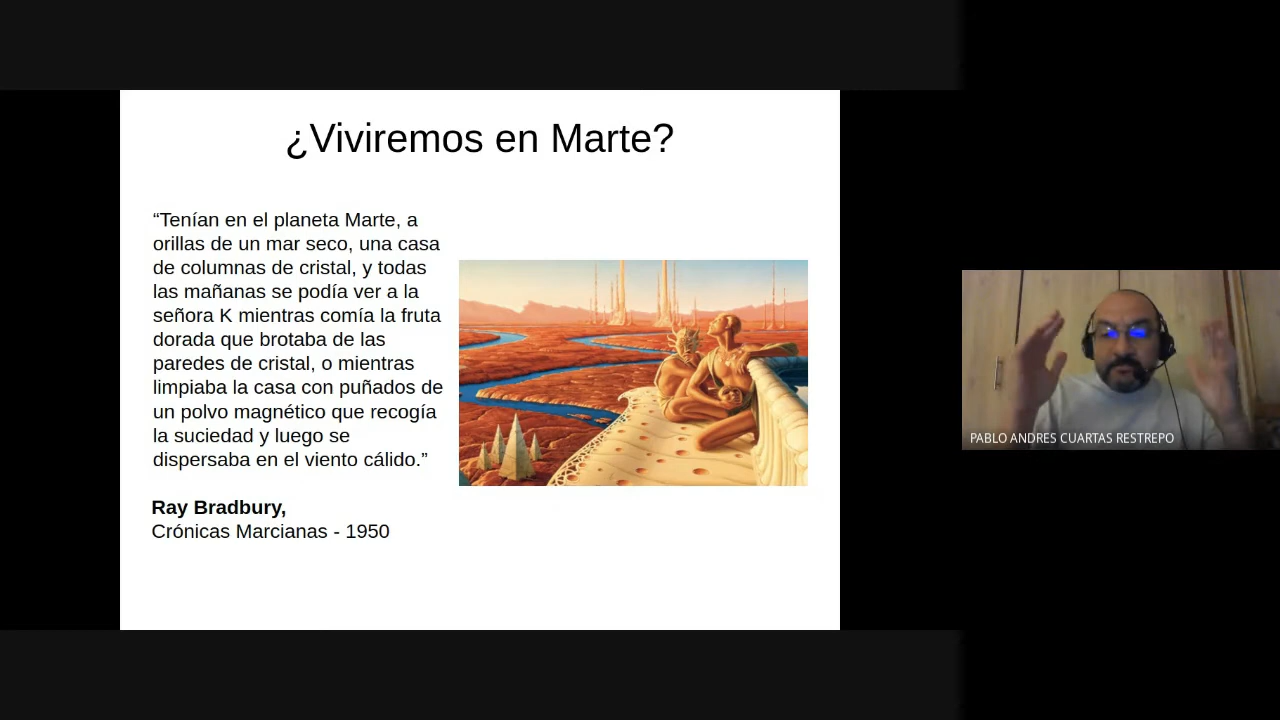 ¿Viviremos en Marte?
“Tenían en el planeta Marte, a
orillas de un mar seco, una casa
de columnas de cristal, y todas
las mañanas se podía ver a la
señora K mientras comía la fruta
dorada que brotaba de las
paredes de cristal, o mientras
limpiaba la casa con puñados de
un polvo magnético que recogía
la suciedad y luego se
dispersaba en el viento cálido.”
Ray Bradbury,
Crónicas Marcianas - 1950
PABLO ANDRES CUARTAS RESTREPO